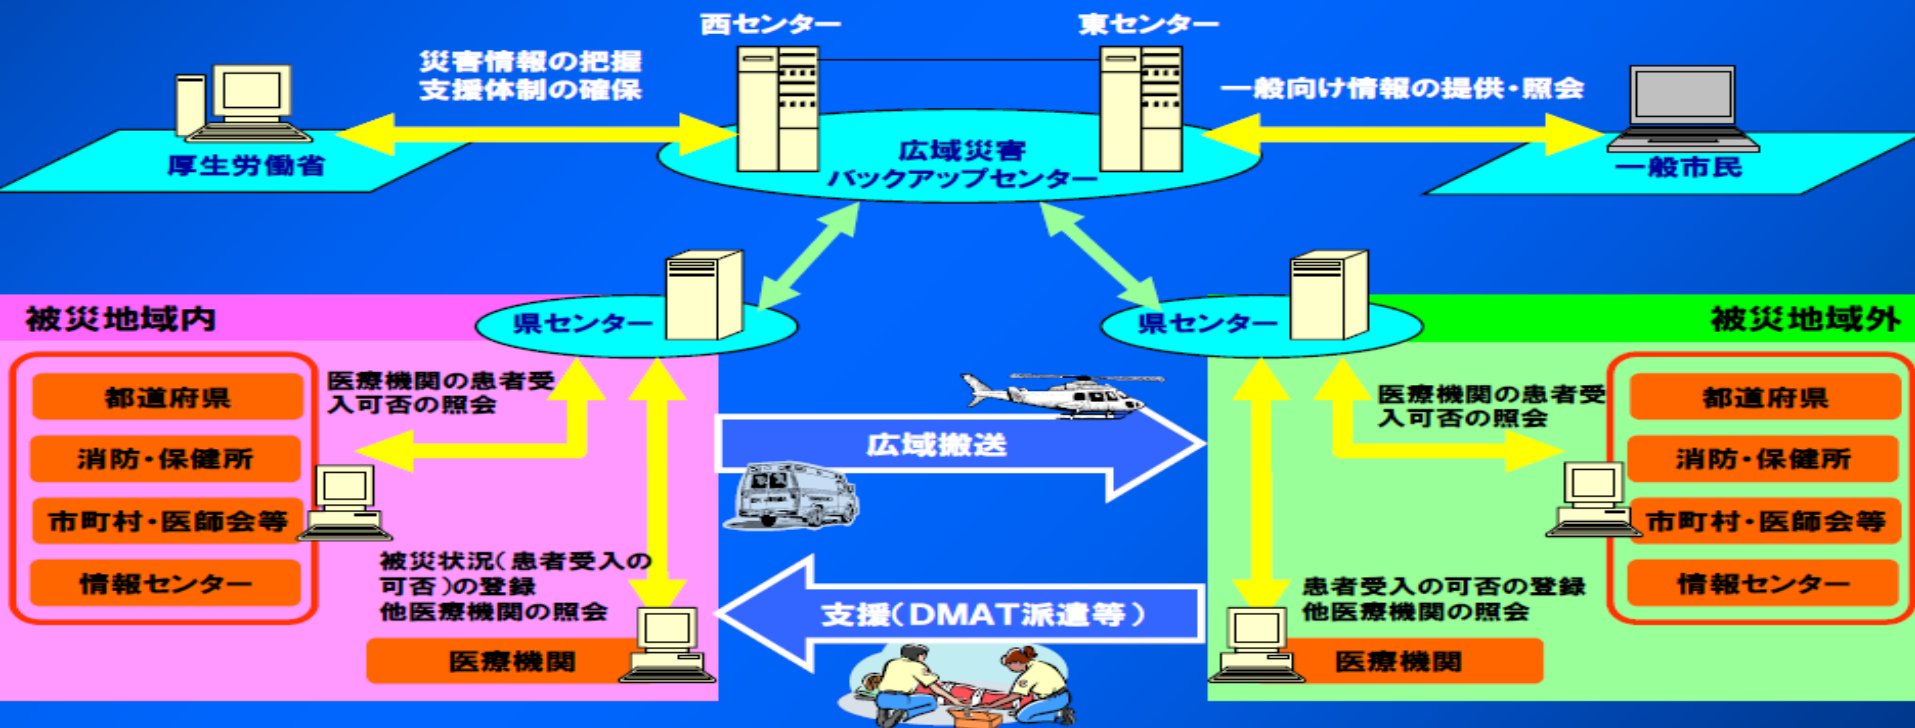 西センター
東センター
災害情報の把握
支援体制の確保
一般向け情報の提供・照会
厚生労働省
広域災害
バックアップセンター
一般市民
被災地域内
県センター
県センター
被災地域外
都道府県
消防・保健所
市町村・医師会等
情報センター
医療機関の患者受
入可否の照会
被災状況(患者受入の
可否)の登録
他医療機関の照会
医療機関
広域搬送
支援(DMAT派遣等)
医療機関の患者受
入可否の照会
患者受入の可否の登録
他医療機関の照会
医療機関
都道府県
消防・保健所
市町村・医師会等
情報センター